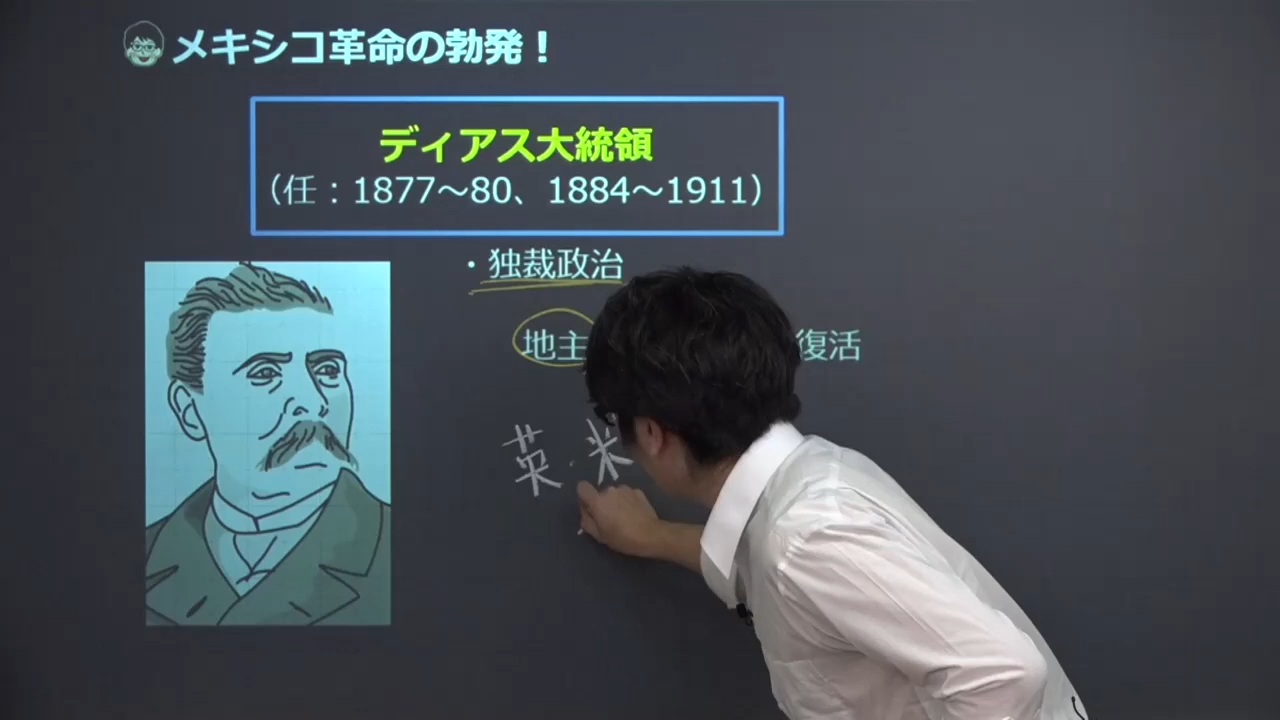 メキシコ革命の勃発！
ディアス大統領
（任：1877～80、1884～1911）
・独裁政治
地主 復活
英・米